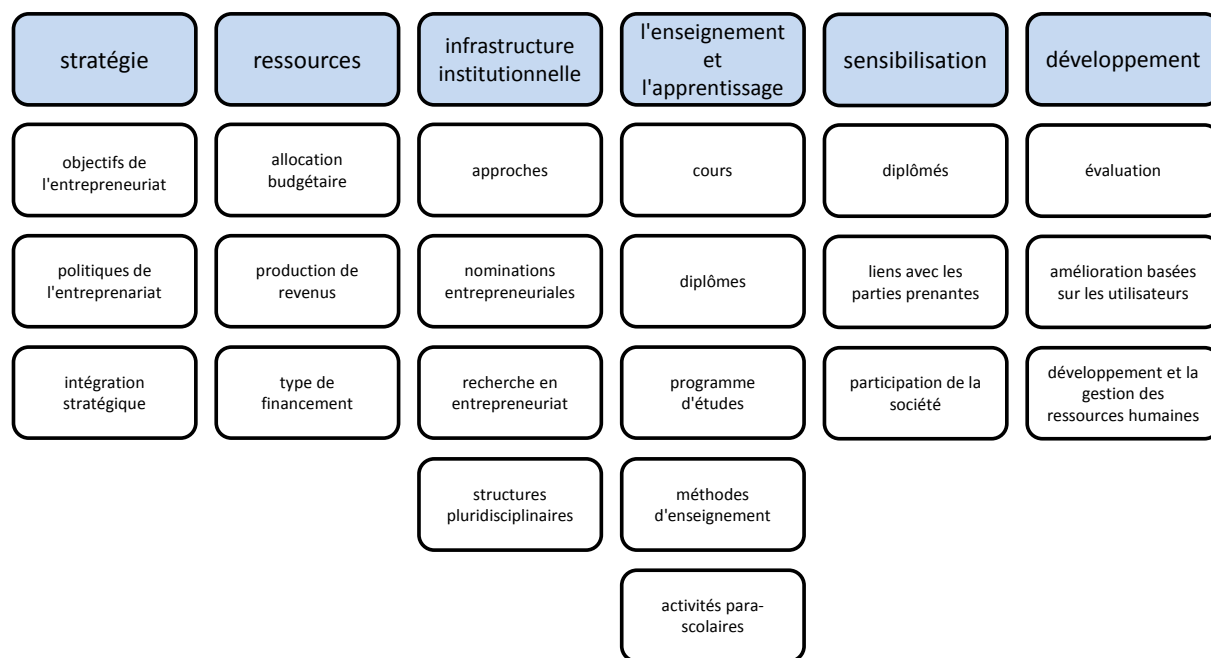 stratégie
ressources
infrastructure
institutionnelle
l'enseignement
et
l'apprentissage
sensibilisation
développement
objectifs de
l'entrepreneuriat
allocation
budgétaire
approches
cours
diplômés
évaluation
politiques de
l'entreprenariat
production de
revenus
nominations
entrepreneuriales
diplômes
liens avec les
parties prenantes
amélioration basées
sur les utilisateurs
intégration
stratégique
type de
financement
recherche en
entrepreneuriat
programme
d'études
participation de la
société
développement et la
gestion des
ressources humaines
structures
pluridisciplinaires
méthodes
d'enseignement
activités para-
scolaires